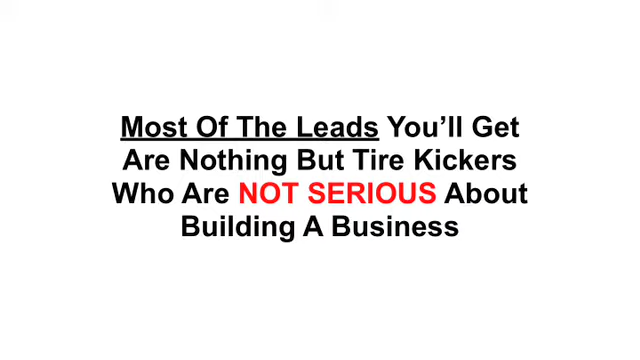 Most Of The Leads You’ll Get
Are Nothing But Tire Kickers
Who Are NOT SERIOUS About
Building A Business